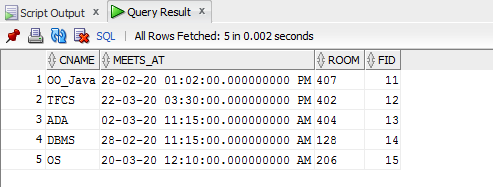 Script Output × Query Result ×
SQL | All Rows Fetched: 5 in 0.002 seconds
CNAME MEETS_AT ROOM FID
1 OO_Java 28-02-20 01:02:00.000000000 PM 407 11
2 TFCS 22-03-20 03:30:00.000000000 PM 402 12
3 ADA 02-03-20 11:15:00.000000000 AM 404 13
4 DBMS 28-02-20 11:15:00.000000000 AM 128 14
5 OS 20-03-20 12:10:00.000000000 AM 206 15